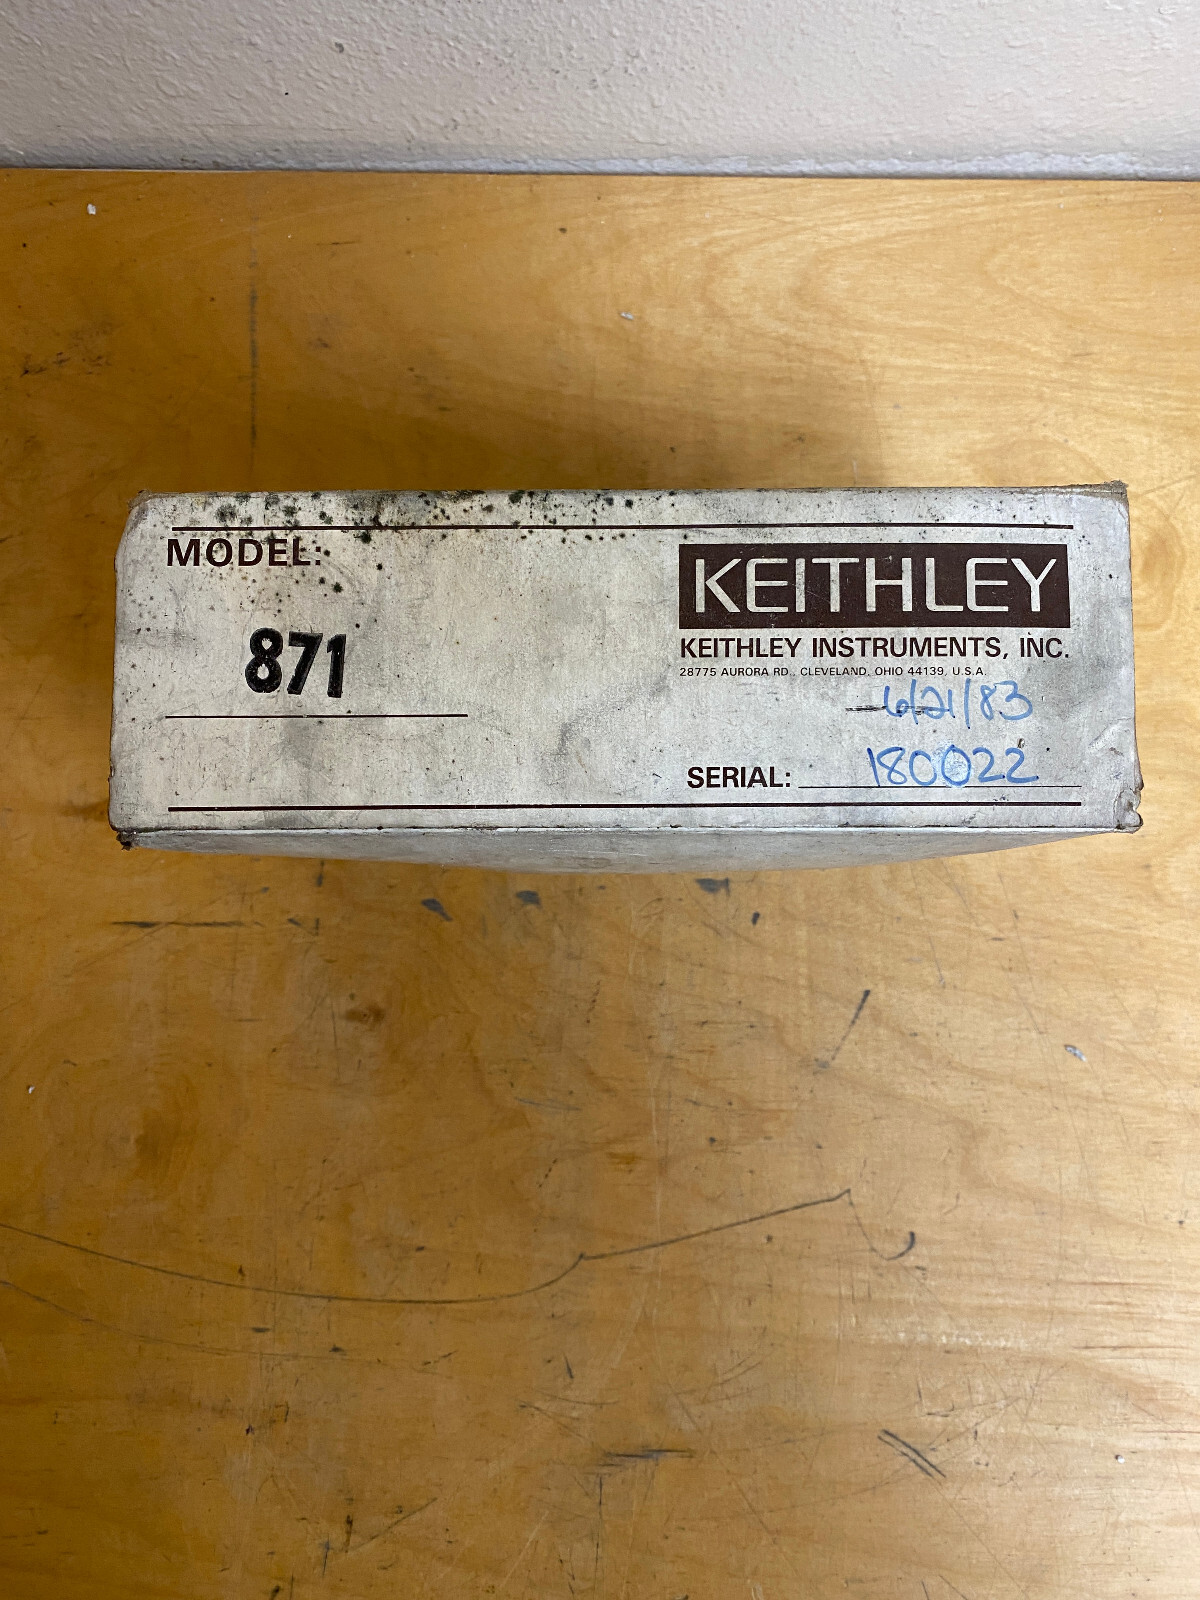 MODEL:
871
KEITHLEY
KEITHLEY INSTRUMENTS, INC.
28775 AURORA RD., CLEVELAND, OHIO 44139, U.S.A.
6/21/83
SERIAL: 180022